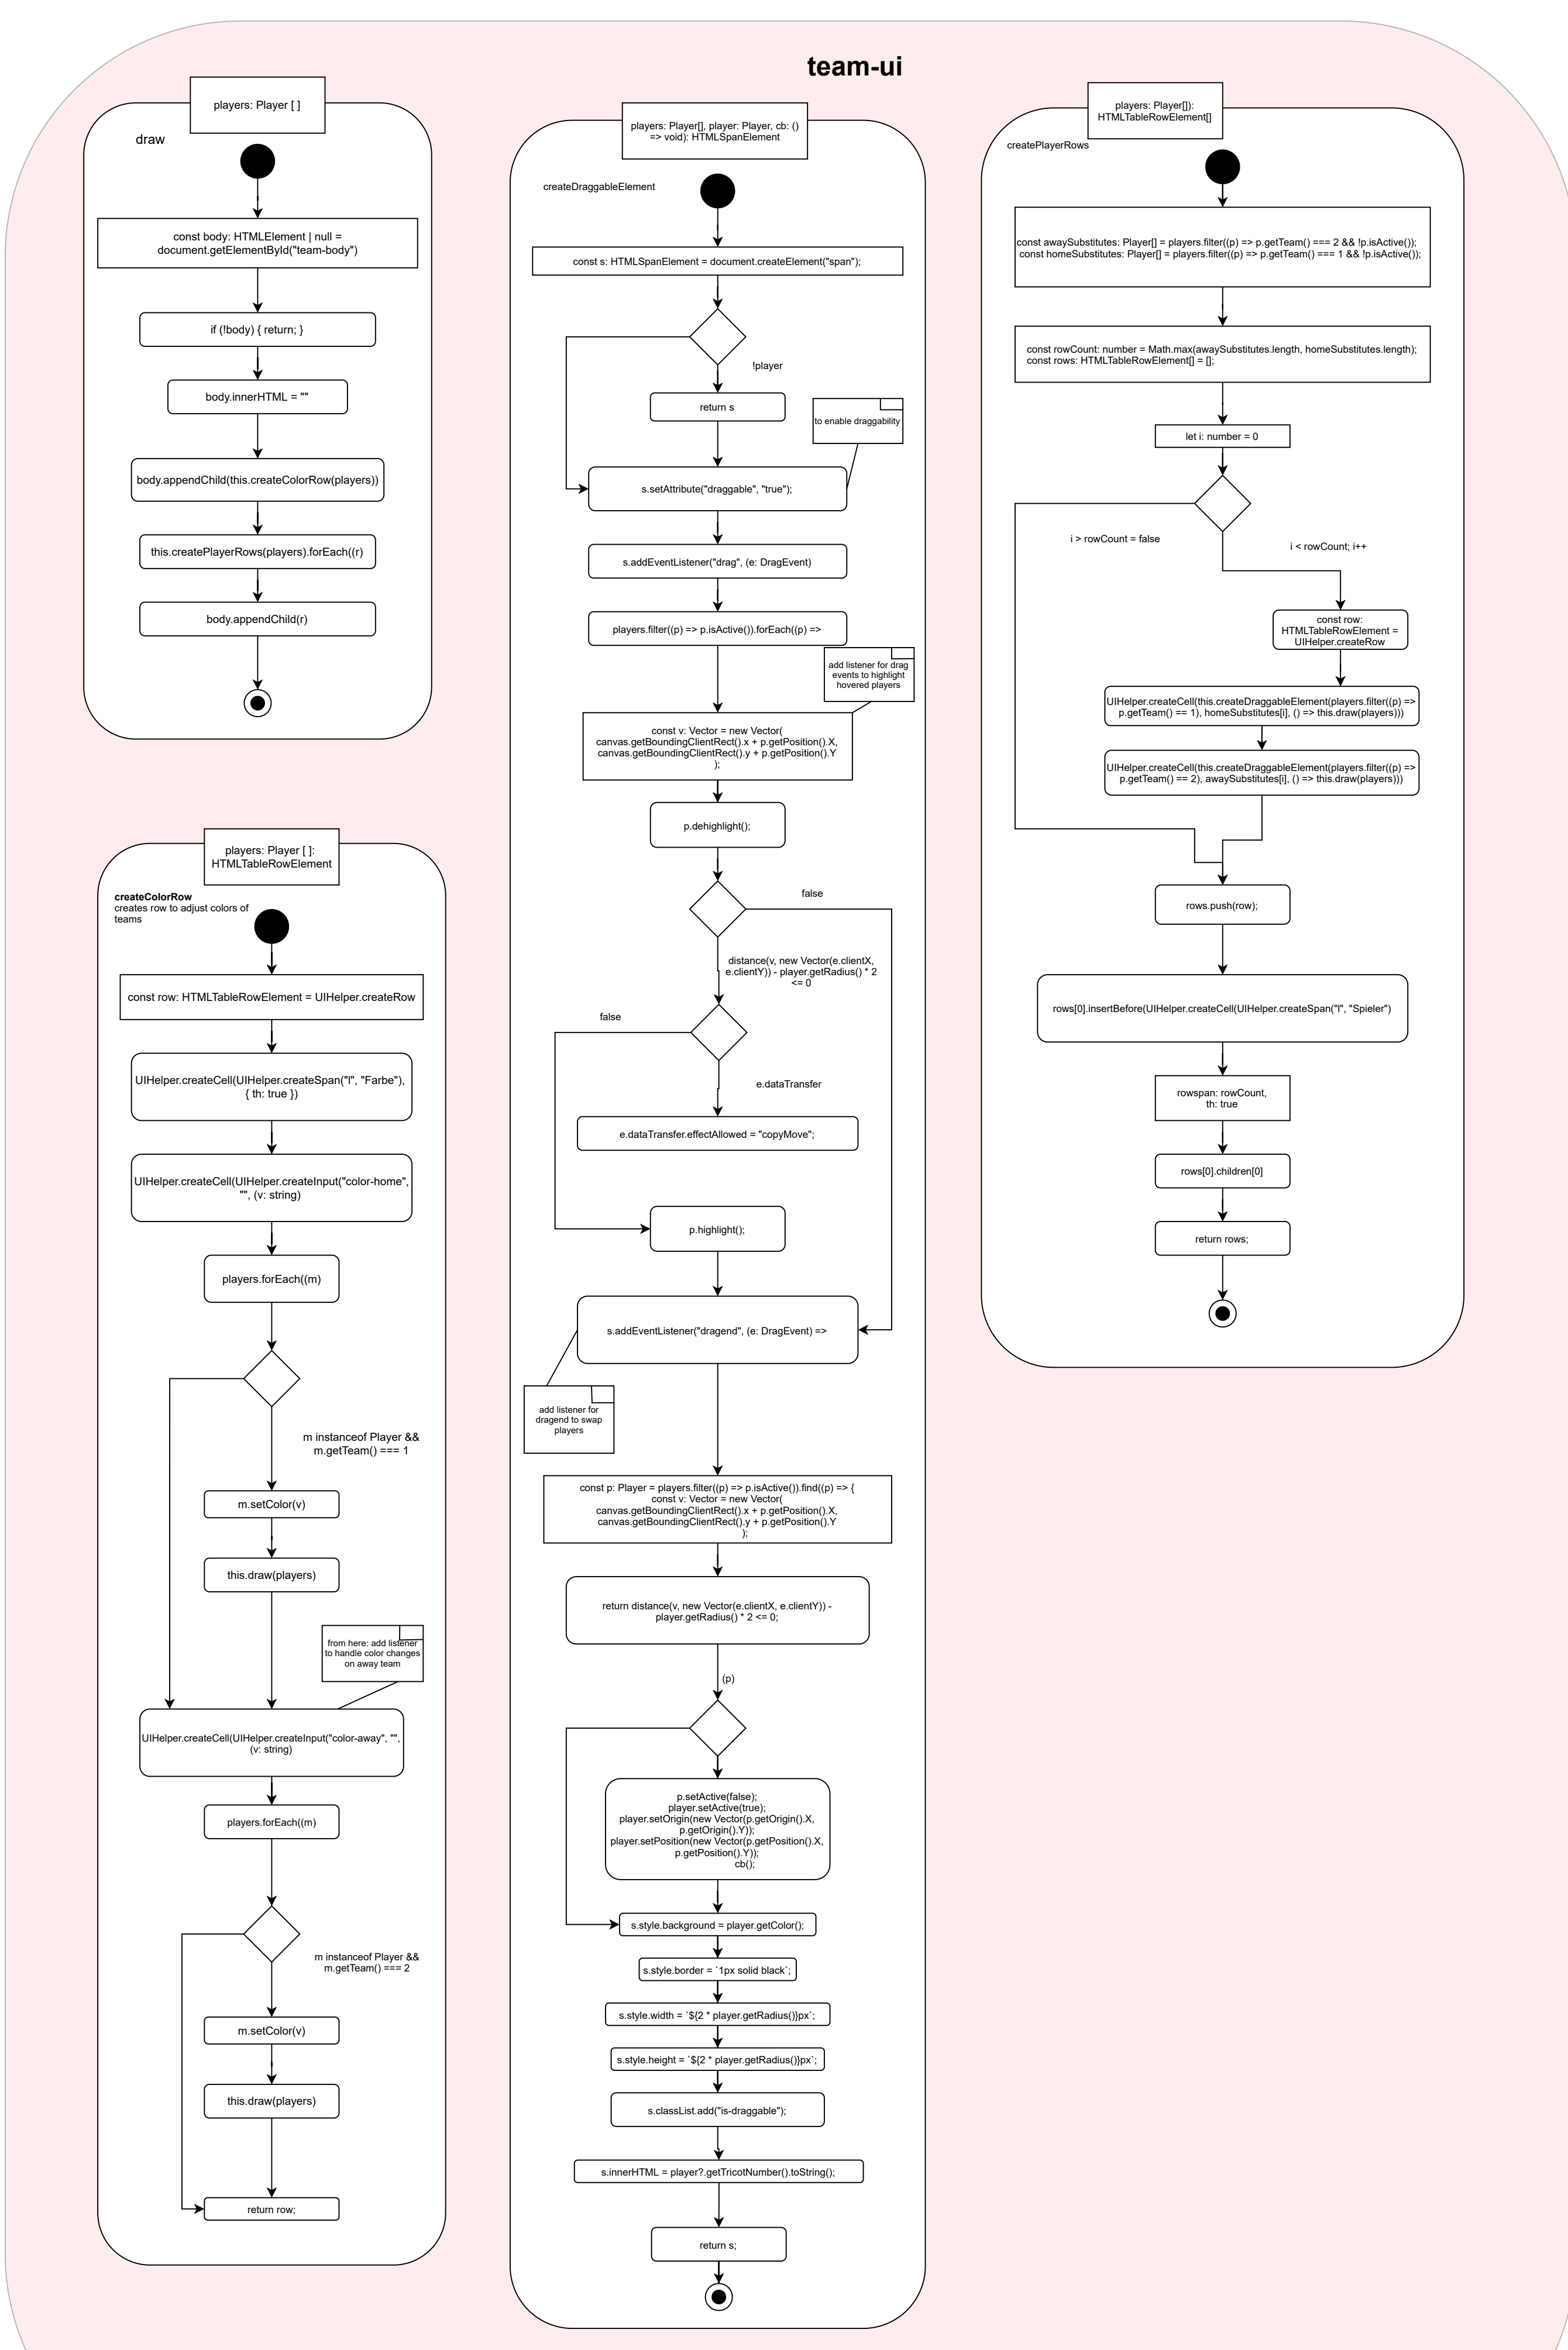 team-ui
players: Player [ ]
draw
const body: HTMLElement | null =
document.getElementById("team-body")
if (!body) { return; }
body.innerHTML = ""
body.appendChild(this.createColorRow(players))
this.createPlayerRows(players).forEach((r)
body.appendChild(r)
players: Player [ ]:
HTMLTableRowElement
createColorRow
creates row to adjust colors of
teams
const row: HTMLTableRowElement = UIHelper.createRow
UIHelper.createCell(UIHelper.createSpan("l", "Farbe"),
{ th: true })
UIHelper.createCell(UIHelper.createInput("color-home",
"", (v: string)
players.forEach((m)
m instanceof Player &&
m.getTeam() === 1
m.setColor(v)
this.draw(players)
from here: add listener
to handle color changes
on away team
UIHelper.createCell(UIHelper.createInput("color-away", "",
(v: string)
players.forEach((m)
m instanceof Player &&
m.getTeam() === 2
m.setColor(v)
this.draw(players)
return row;
players: Player[], player: Player, cb: ()
=> void): HTMLSpanElement
createDraggableElement
const s: HTMLSpanElement = document.createElement("span");
!player
return s
to enable draggability
s.setAttribute("draggable", "true");
s.addEventListener("drag", (e: DragEvent)
players.filter((p) => p.isActive()).forEach((p) =>
add listener for drag
events to highlight
hovered players
const v: Vector = new Vector(
canvas.getBoundingClientRect().x + p.getPosition().X,
canvas.getBoundingClientRect().y + p.getPosition().Y
);
p.dehighlight();
false
distance(v, new Vector(e.clientX,
e.clientY)) - player.getRadius() * 2
<= 0
false
e.dataTransfer
e.dataTransfer.effectAllowed = "copyMove";
p.highlight();
s.addEventListener("dragend", (e: DragEvent) =>
add listener for
dragend to swap
players
const p: Player = players.filter((p) => p.isActive()).find((p) => {
const v: Vector = new Vector(
canvas.getBoundingClientRect().x + p.getPosition().X,
canvas.getBoundingClientRect().y + p.getPosition().Y
);
return distance(v, new Vector(e.clientX, e.clientY)) -
player.getRadius() * 2 <= 0;
(p)
p.setActive(false);
player.setActive(true);
player.setOrigin(new Vector(p.getOrigin().X,
p.getOrigin().Y));
player.setPosition(new Vector(p.getPosition().X,
p.getPosition().Y));
cb();
s.style.background = player.getColor();
s.style.border = `1px solid black`;
s.style.width = `${2 * player.getRadius()}px`;
s.style.height = `${2 * player.getRadius()}px`;
s.classList.add("is-draggable");
s.innerHTML = player?.getTricotNumber().toString();
return s;
players: Player[]):
HTMLTableRowElement[]
createPlayerRows
const awaySubstitutes: Player[] = players.filter((p) => p.getTeam() === 2 && !p.isActive());
const homeSubstitutes: Player[] = players.filter((p) => p.getTeam() === 1 && !p.isActive());
const rowCount: number = Math.max(awaySubstitutes.length, homeSubstitutes.length);
const rows: HTMLTableRowElement[] = [];
let i: number = 0
i > rowCount = false
i < rowCount; i++
const row:
HTMLTableRowElement =
UIHelper.createRow
UIHelper.createCell(this.createDraggableElement(players.filter((p) =>
p.getTeam() == 1), homeSubstitutes[i], () => this.draw(players)))
UIHelper.createCell(this.createDraggableElement(players.filter((p) =>
p.getTeam() == 2), awaySubstitutes[i], () => this.draw(players)))
rows.push(row);
rows[0].insertBefore(UIHelper.createCell(UIHelper.createSpan("l", "Spieler")
rowspan: rowCount,
th: true
rows[0].children[0]
return rows;